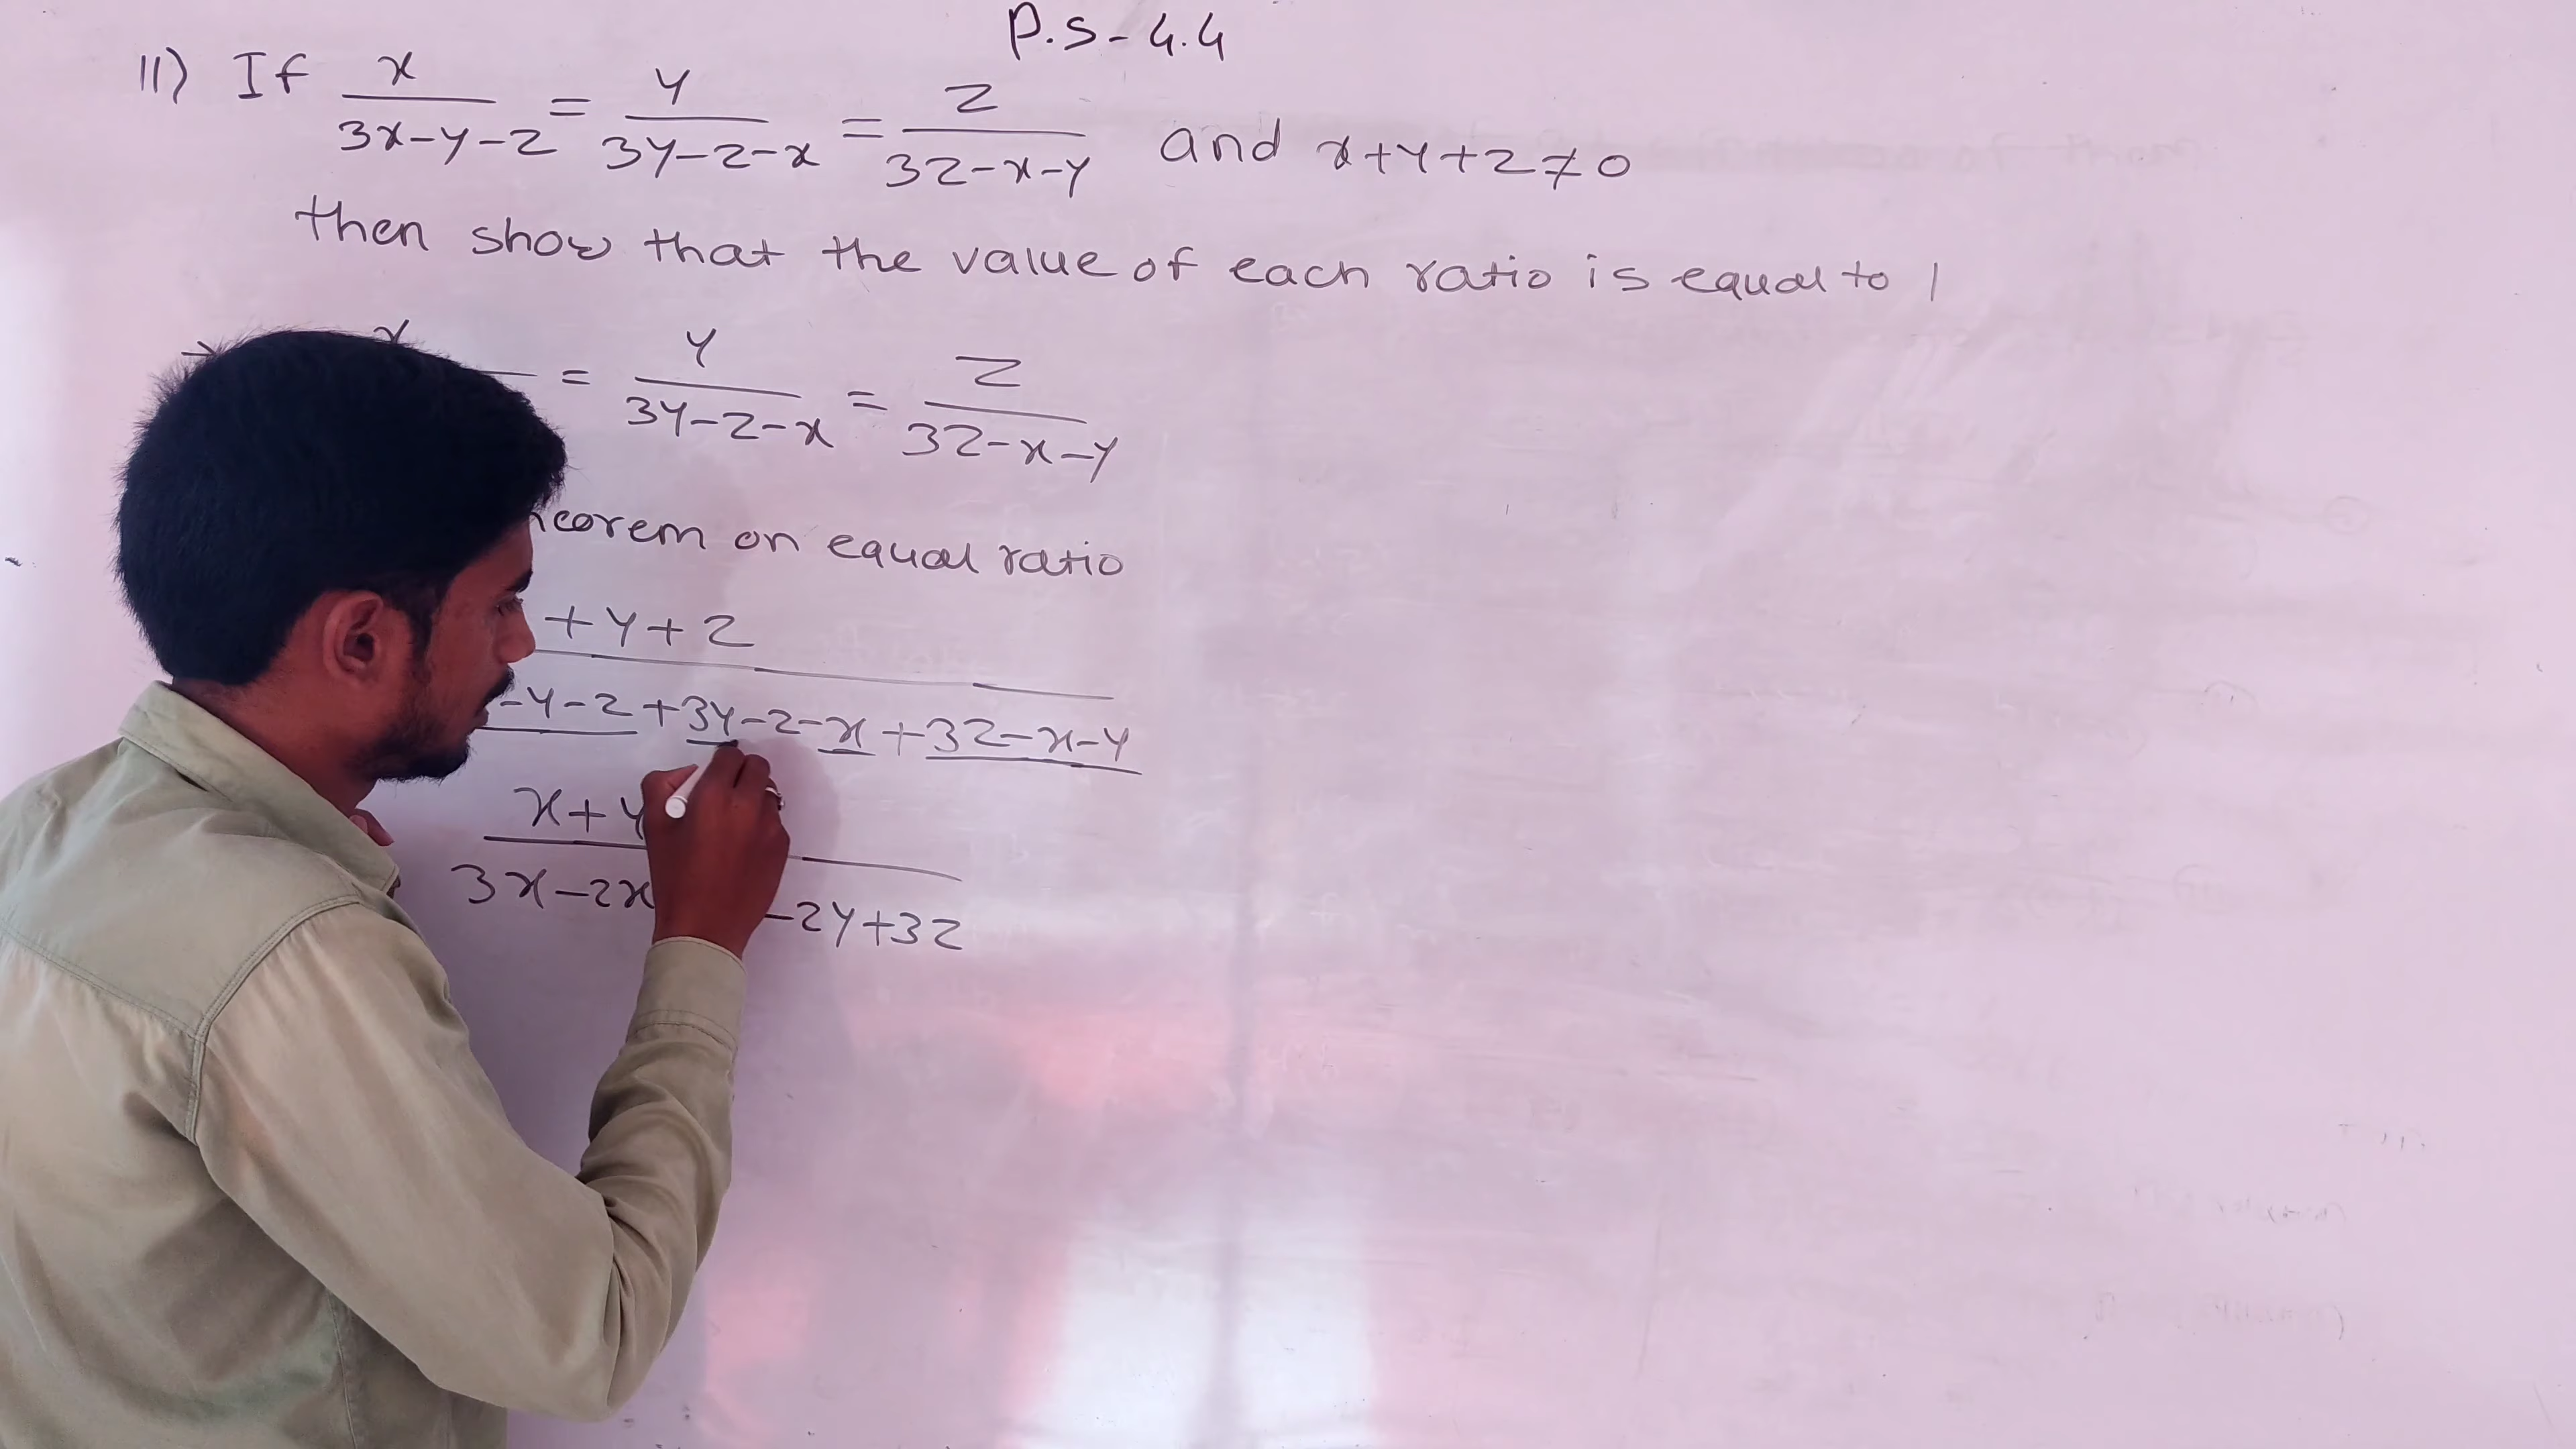 P.S-4.4
11) If x/(3x-y-z) = y/(3y-z-x) = z/(3z-x-y) and x+y+z≠0
then show that the value of each ratio is equal to 1
→ x = y/(3y-z-x) = z/(3z-x-y)
on equal ratio
+y+z
-y-z+3y-z-x+3z-x-y
x+y
3x-2x -2y+3z